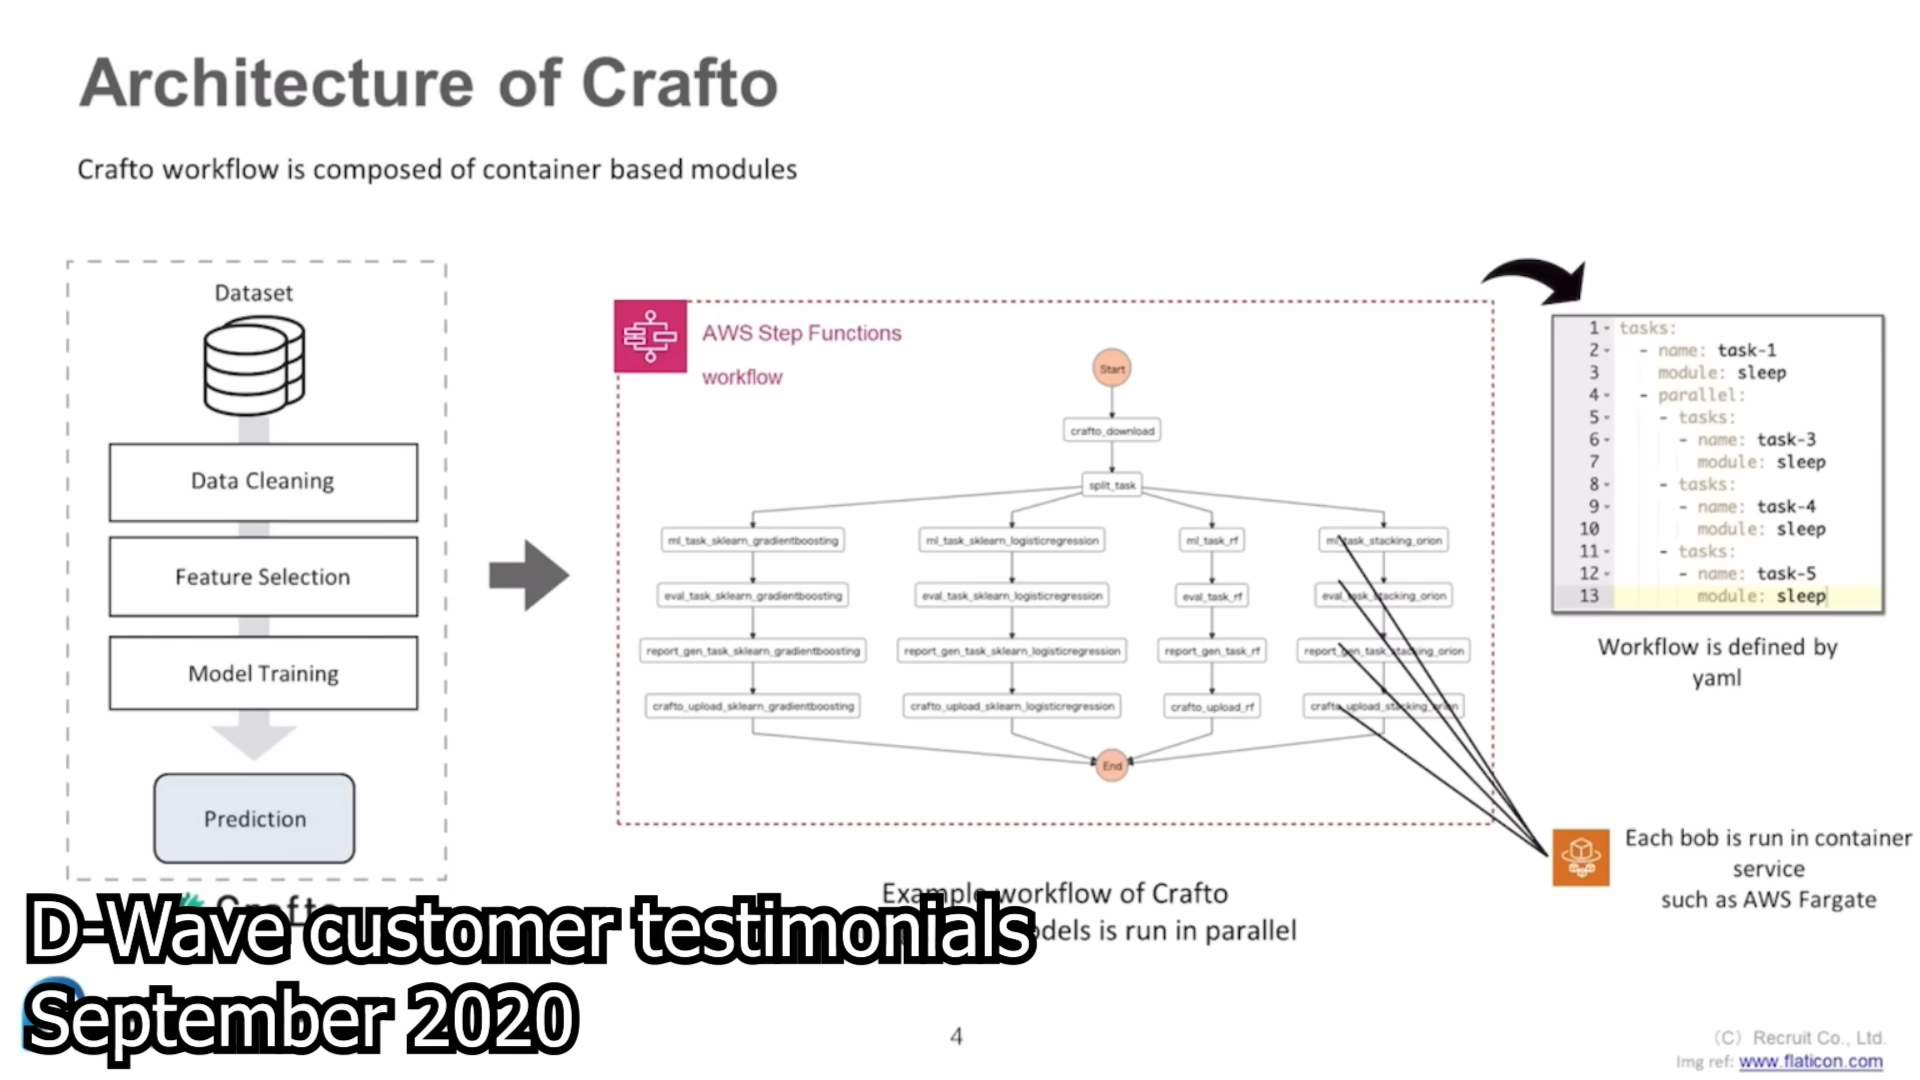 Architecture of Crafto
Crafto workflow is composed of container based modules
Dataset
Data Cleaning
Feature Selection
Model Training
Prediction
Crafto
AWS Step Functions
workflow
Start
crafto_download
split_task
ml_task_sklearn_gradientboosting
ml_task_sklearn_logisticregression
ml_task_rf
ml_task_stacking_orion
eval_task_sklearn_gradientboosting
eval_task_sklearn_logisticregression
eval_task_rf
eval_task_stacking_orion
report_gen_task_sklearn_gradientboosting
report_gen_task_sklearn_logisticregression
report_gen_task_rf
report_gen_task_stacking_orion
crafto_upload_sklearn_gradientboosting
crafto_upload_sklearn_logisticregression
crafto_upload_rf
crafto_upload_stacking_orion
End
Example workflow of Crafto
dels is run in parallel
1 tasks:
2 - name: task-1
3 module: sleep
4 - parallel:
5 - tasks:
6 - name: task-3
7 module: sleep
8 - tasks:
9 - name: task-4
10 module: sleep
11 - tasks:
12 - name: task-5
13 module: sleep
Workflow is defined by
yaml
Each bob is run in container
service
such as AWS Fargate
D-Wave customer testimonials
September 2020
4
(C) Recruit Co., Ltd.
Img ref: www.flaticon.com